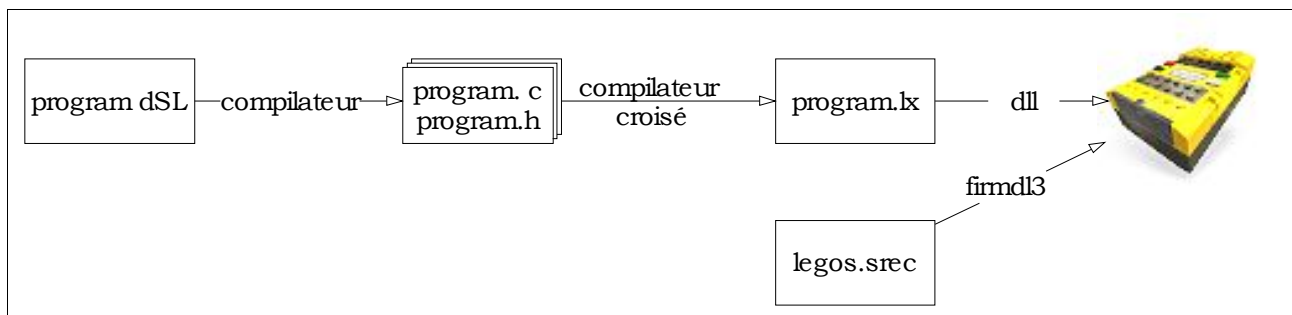 program dSL
compilateur
program. c
program.h
compilateur
croisé
program.lx
dll
firmdl3
legos.srec